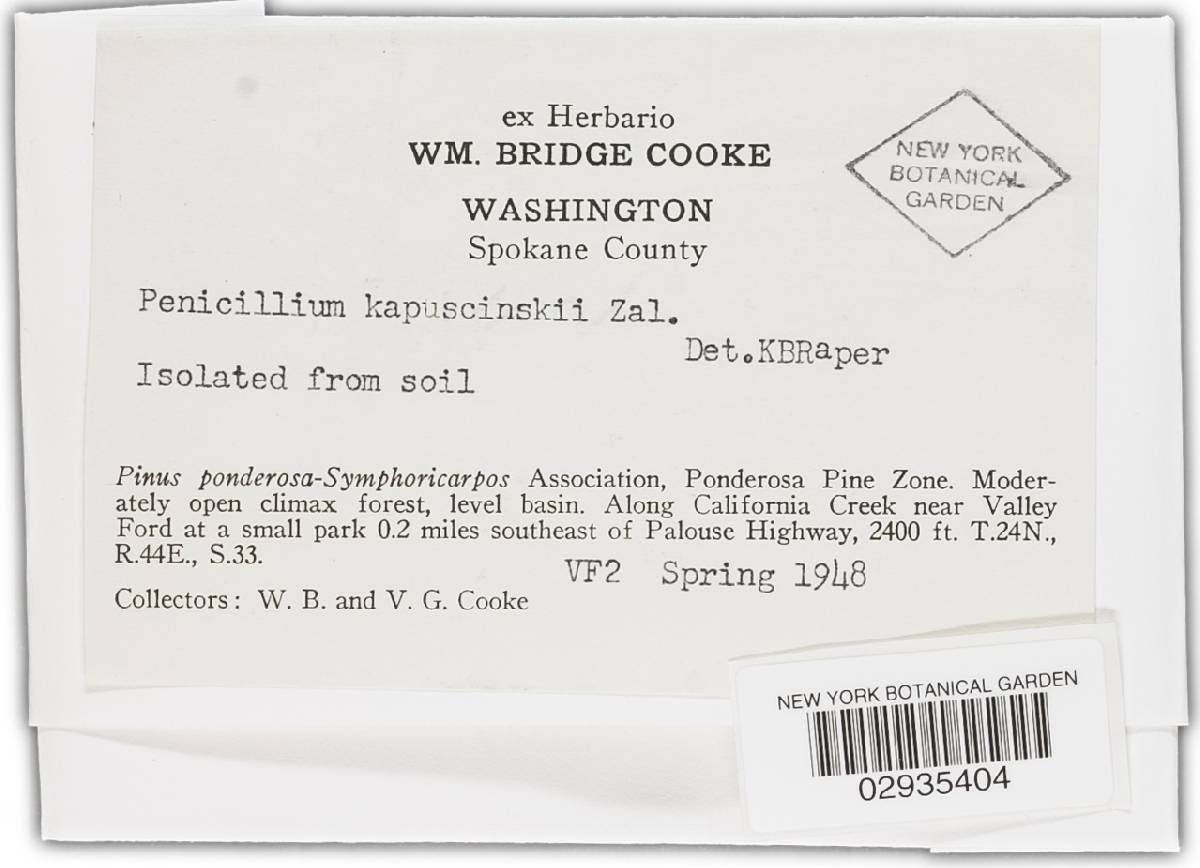 ex Herbario
WM. BRIDGE COOKE
NEW YORK
BOTANICAL
GARDEN
WASHINGTON
Spokane County
Penicillium kapuscinskii Zal.
Det.KBRaper
Isolated from soil
Pinus ponderosa-Symphoricarpos Association, Ponderosa Pine Zone. Moder-
ately open climax forest, level basin. Along California Creek near Valley
Ford at a small park 0.2 miles southeast of Palouse Highway, 2400 ft. T.24N.,
R.44E., S.33.
VF2 Spring 1948
Collectors: W. B. and V. G. Cooke
NEW YORK BOTANICAL GARDEN
02935404